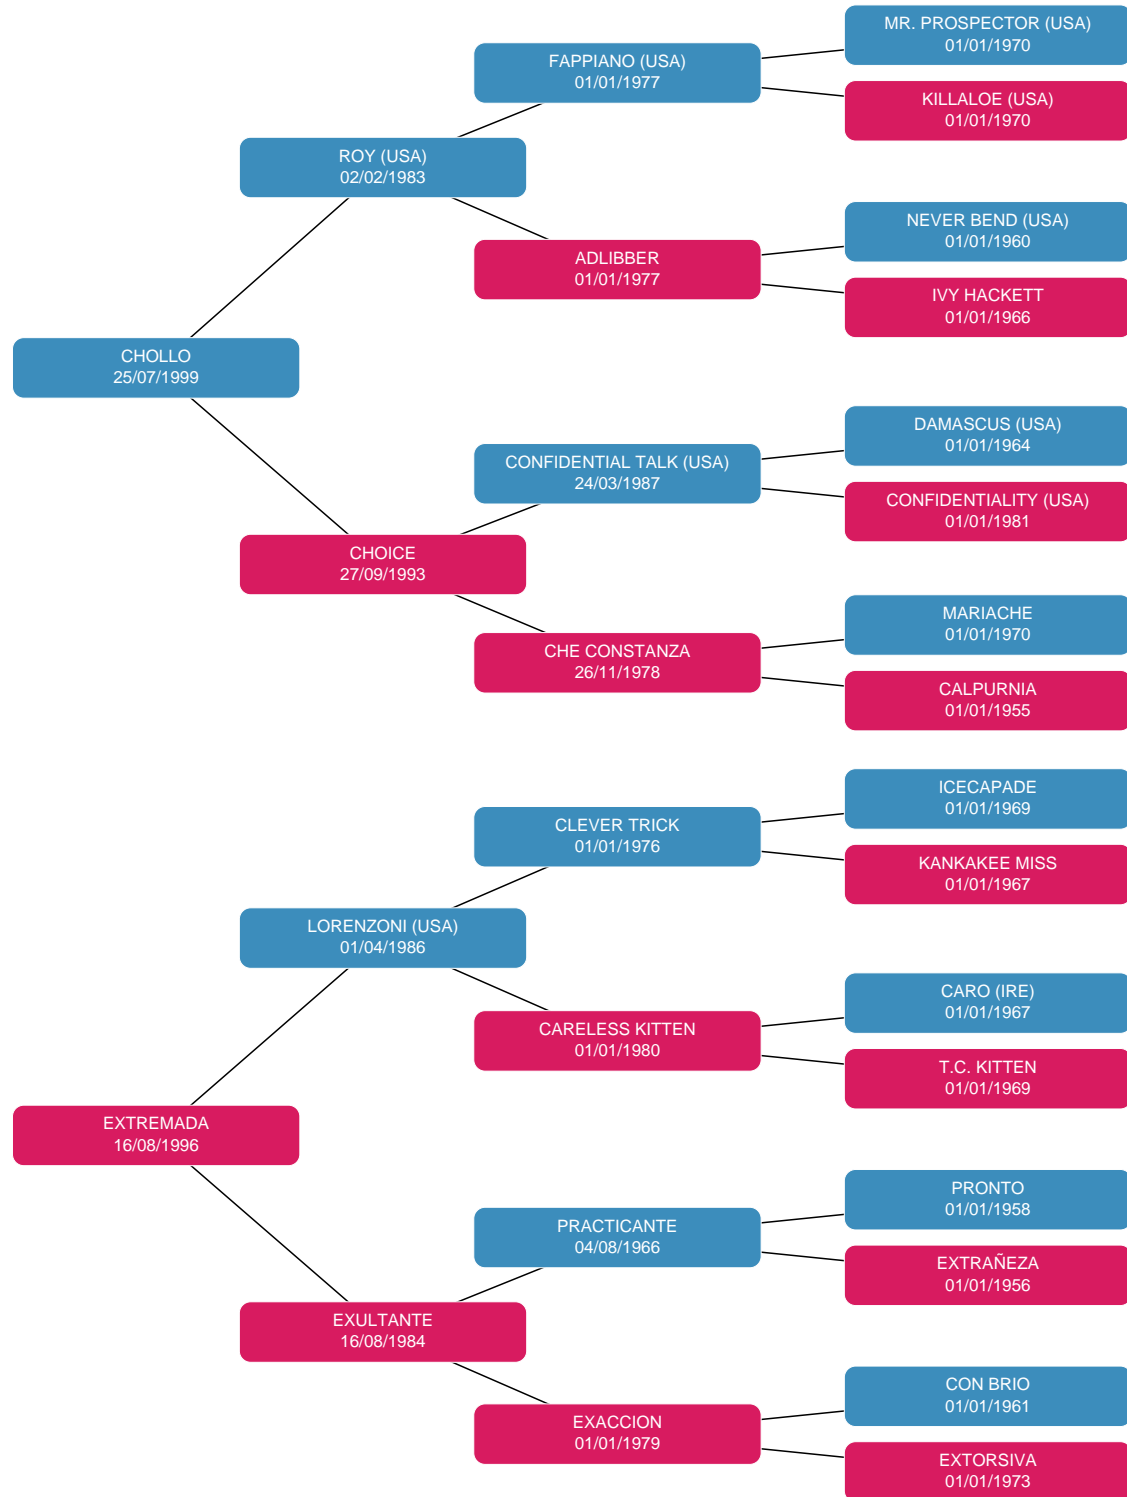 MR. PROSPECTOR (USA)
01/01/1970
FAPPIANO (USA)
01/01/1977
KILLALOE (USA)
01/01/1970
ROY (USA)
02/02/1983
NEVER BEND (USA)
01/01/1960
ADLIBBER
01/01/1977
IVY HACKETT
01/01/1966
CHOLLO
25/07/1999
DAMASCUS (USA)
01/01/1964
CONFIDENTIAL TALK (USA)
24/03/1987
CONFIDENTIALITY (USA)
01/01/1981
CHOICE
27/09/1993
MARIACHE
01/01/1970
CHE CONSTANZA
26/11/1978
CALPURNIA
01/01/1955
ICECAPADE
01/01/1969
CLEVER TRICK
01/01/1976
KANKAKEE MISS
01/01/1967
LORENZONI (USA)
01/04/1986
CARO (IRE)
01/01/1967
CARELESS KITTEN
01/01/1980
T.C. KITTEN
01/01/1969
EXTREMADA
16/08/1996
PRONTO
01/01/1958
PRACTICANTE
04/08/1966
EXTRAÑEZA
01/01/1956
EXULTANTE
16/08/1984
CON BRIO
01/01/1961
EXACCION
01/01/1979
EXTORSIVA
01/01/1973